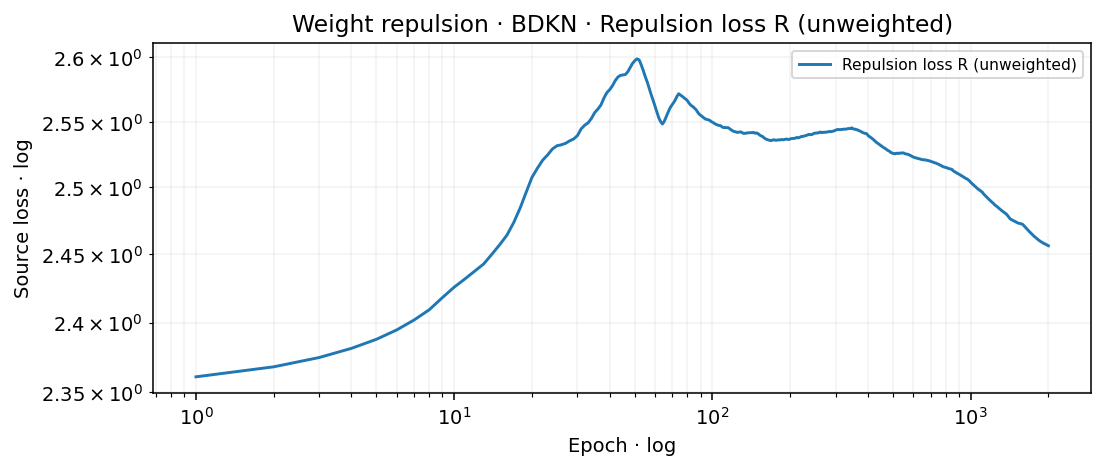 Weight repulsion · BDKN · Repulsion loss R (unweighted)
Repulsion loss R (unweighted)
Source loss · log
2.6 × 10⁰
2.55 × 10⁰
2.5 × 10⁰
2.45 × 10⁰
2.4 × 10⁰
2.35 × 10⁰
10⁰ 10¹ 10² 10³
Epoch · log